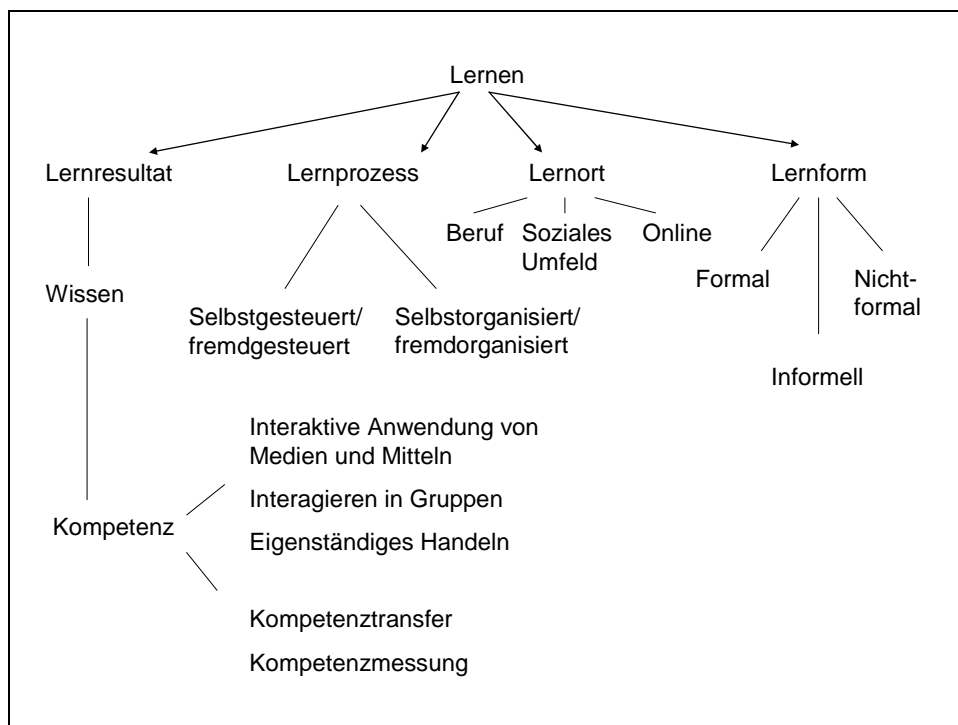 Lernen
Lernresultat
Lernprozess
Lernort
Lernform
Beruf
Soziales
Umfeld
Online
Formal
Nicht-
formal
Informell
Wissen
Selbstgesteuert/
fremdgesteuert
Selbstorganisiert/
fremdorganisiert
Interaktive Anwendung von
Medien und Mitteln
Interagieren in Gruppen
Eigenständiges Handeln
Kompetenz
Kompetenztransfer
Kompetenzmessung